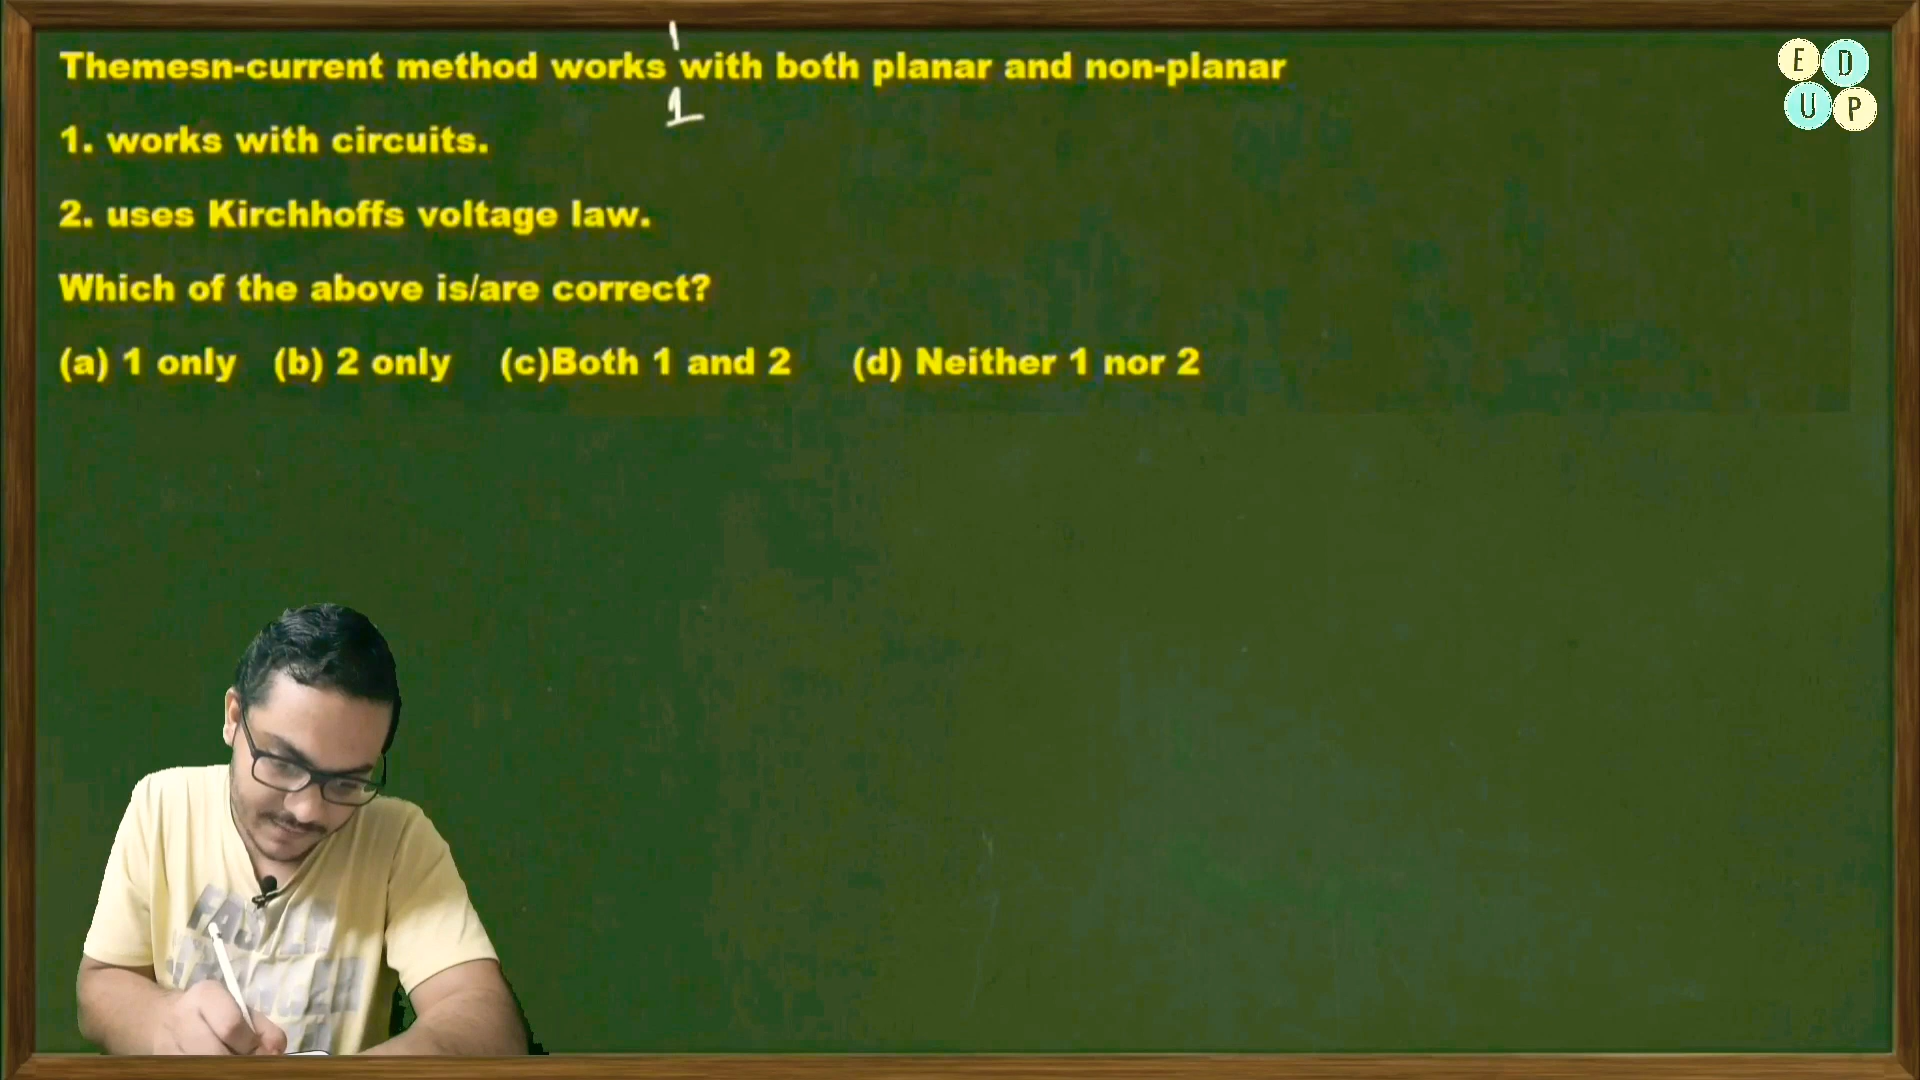 Themesn-current method works with both planar and non-planar
1
1. works with circuits.
2. uses Kirchhoffs voltage law.
Which of the above is/are correct?
(a) 1 only (b) 2 only (c)Both 1 and 2 (d) Neither 1 nor 2
E D
U P